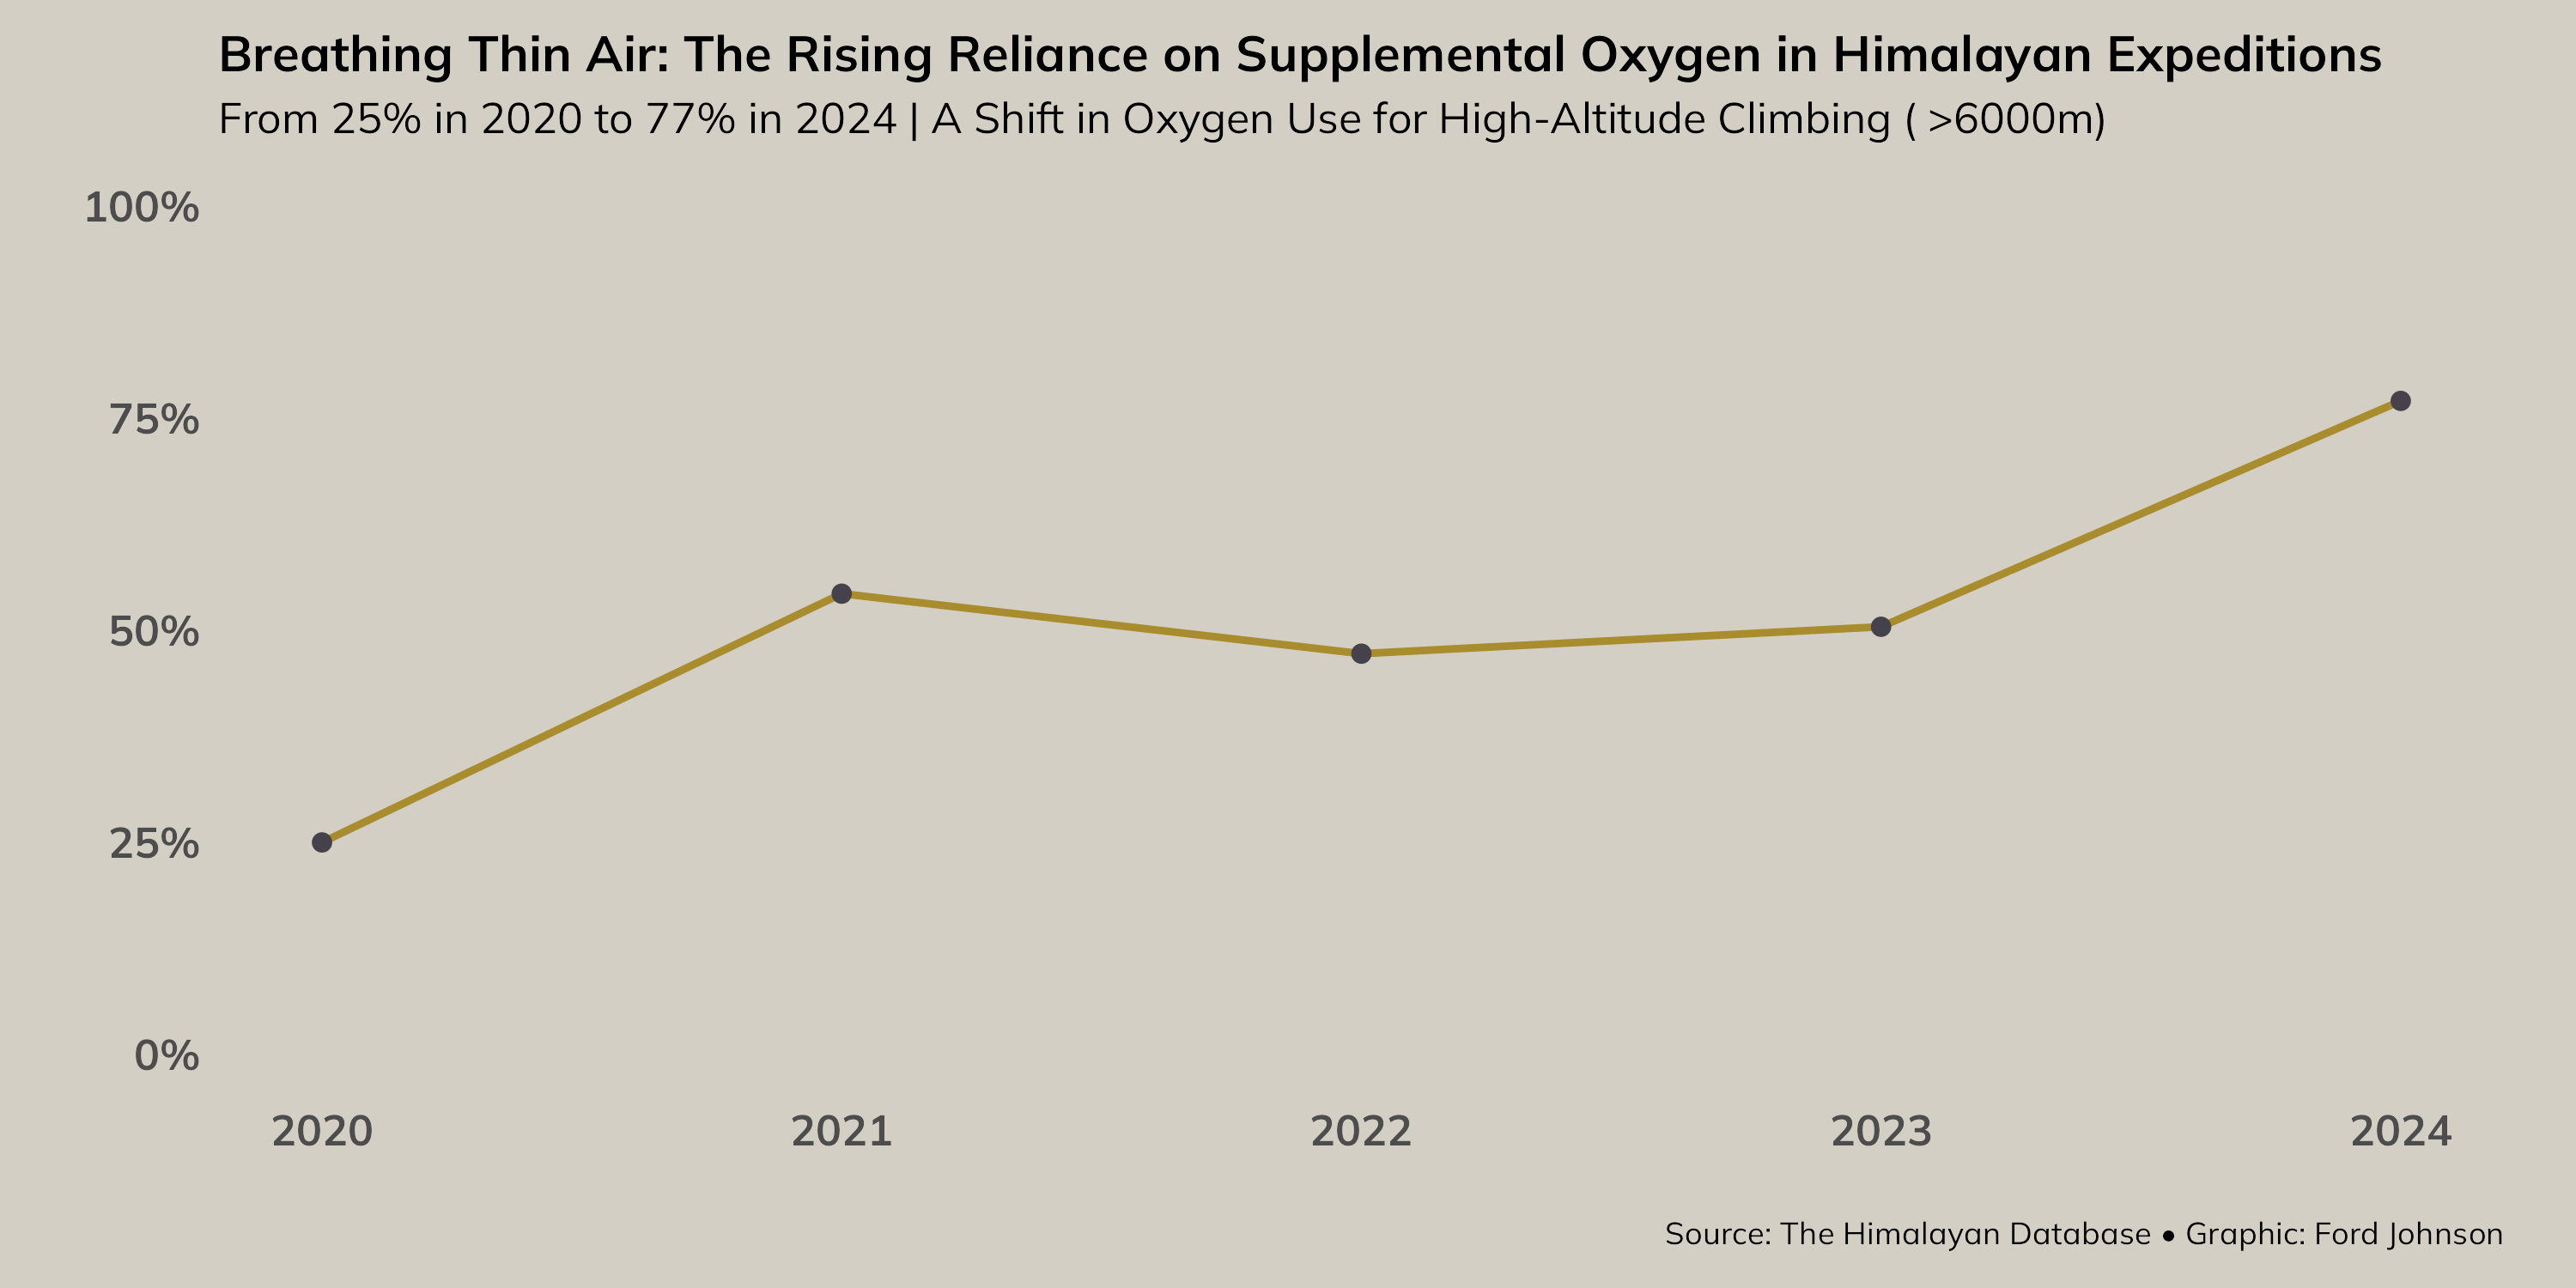 Breathing Thin Air: The Rising Reliance on Supplemental Oxygen in Himalayan Expeditions
From 25% in 2020 to 77% in 2024 | A Shift in Oxygen Use for High-Altitude Climbing ( >6000m)
100%
75%
50%
25%
0%
2020 2021 2022 2023 2024
Source: The Himalayan Database • Graphic: Ford Johnson